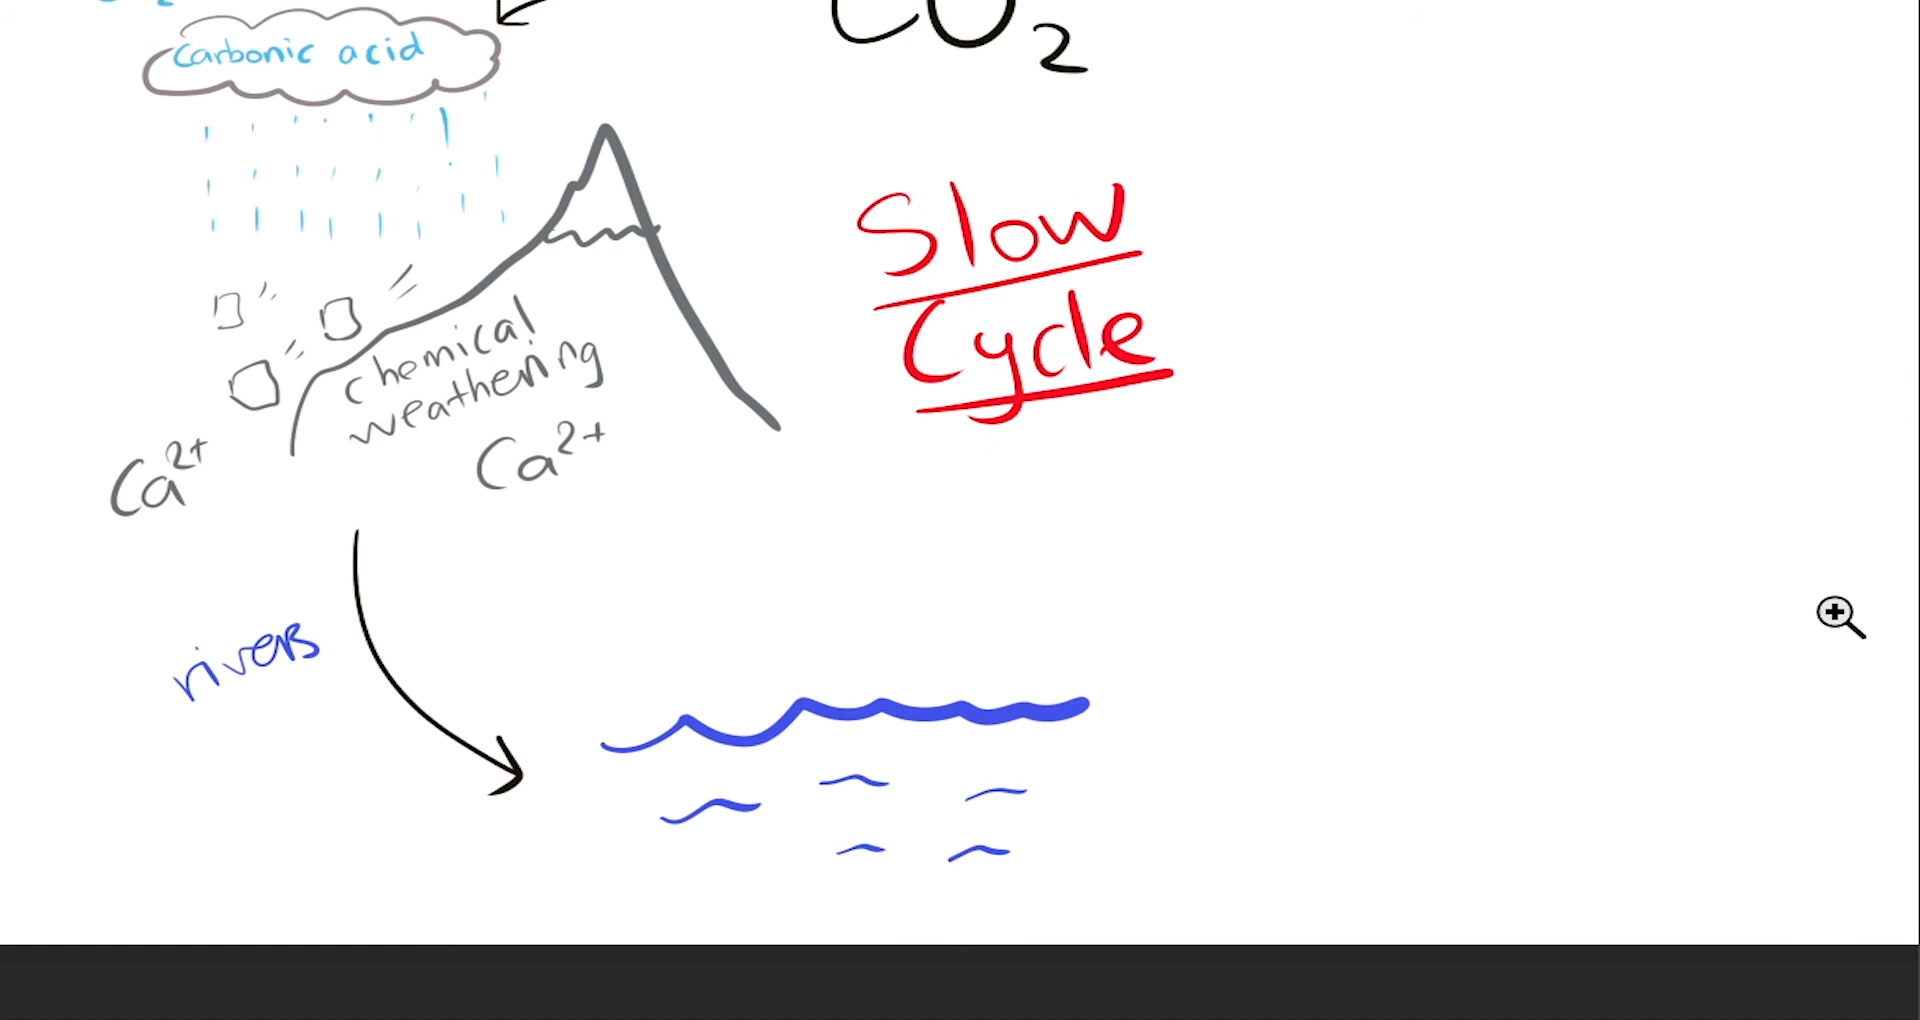 CO₂
Carbonic acid
Slow
Cycle
chemical
weathering
Ca²⁺
Ca²⁺
rivers